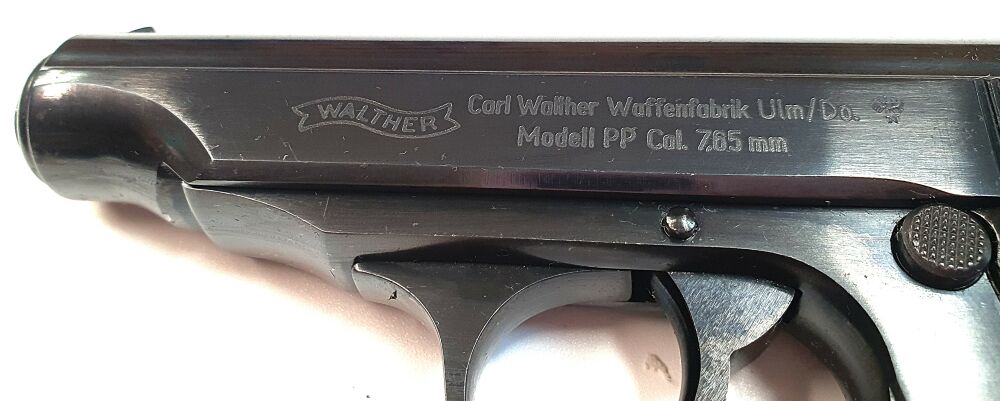 WALTHER
Carl Walther Waffenfabrik Ulm/Do.
Modell PP Cal. 7,65 mm